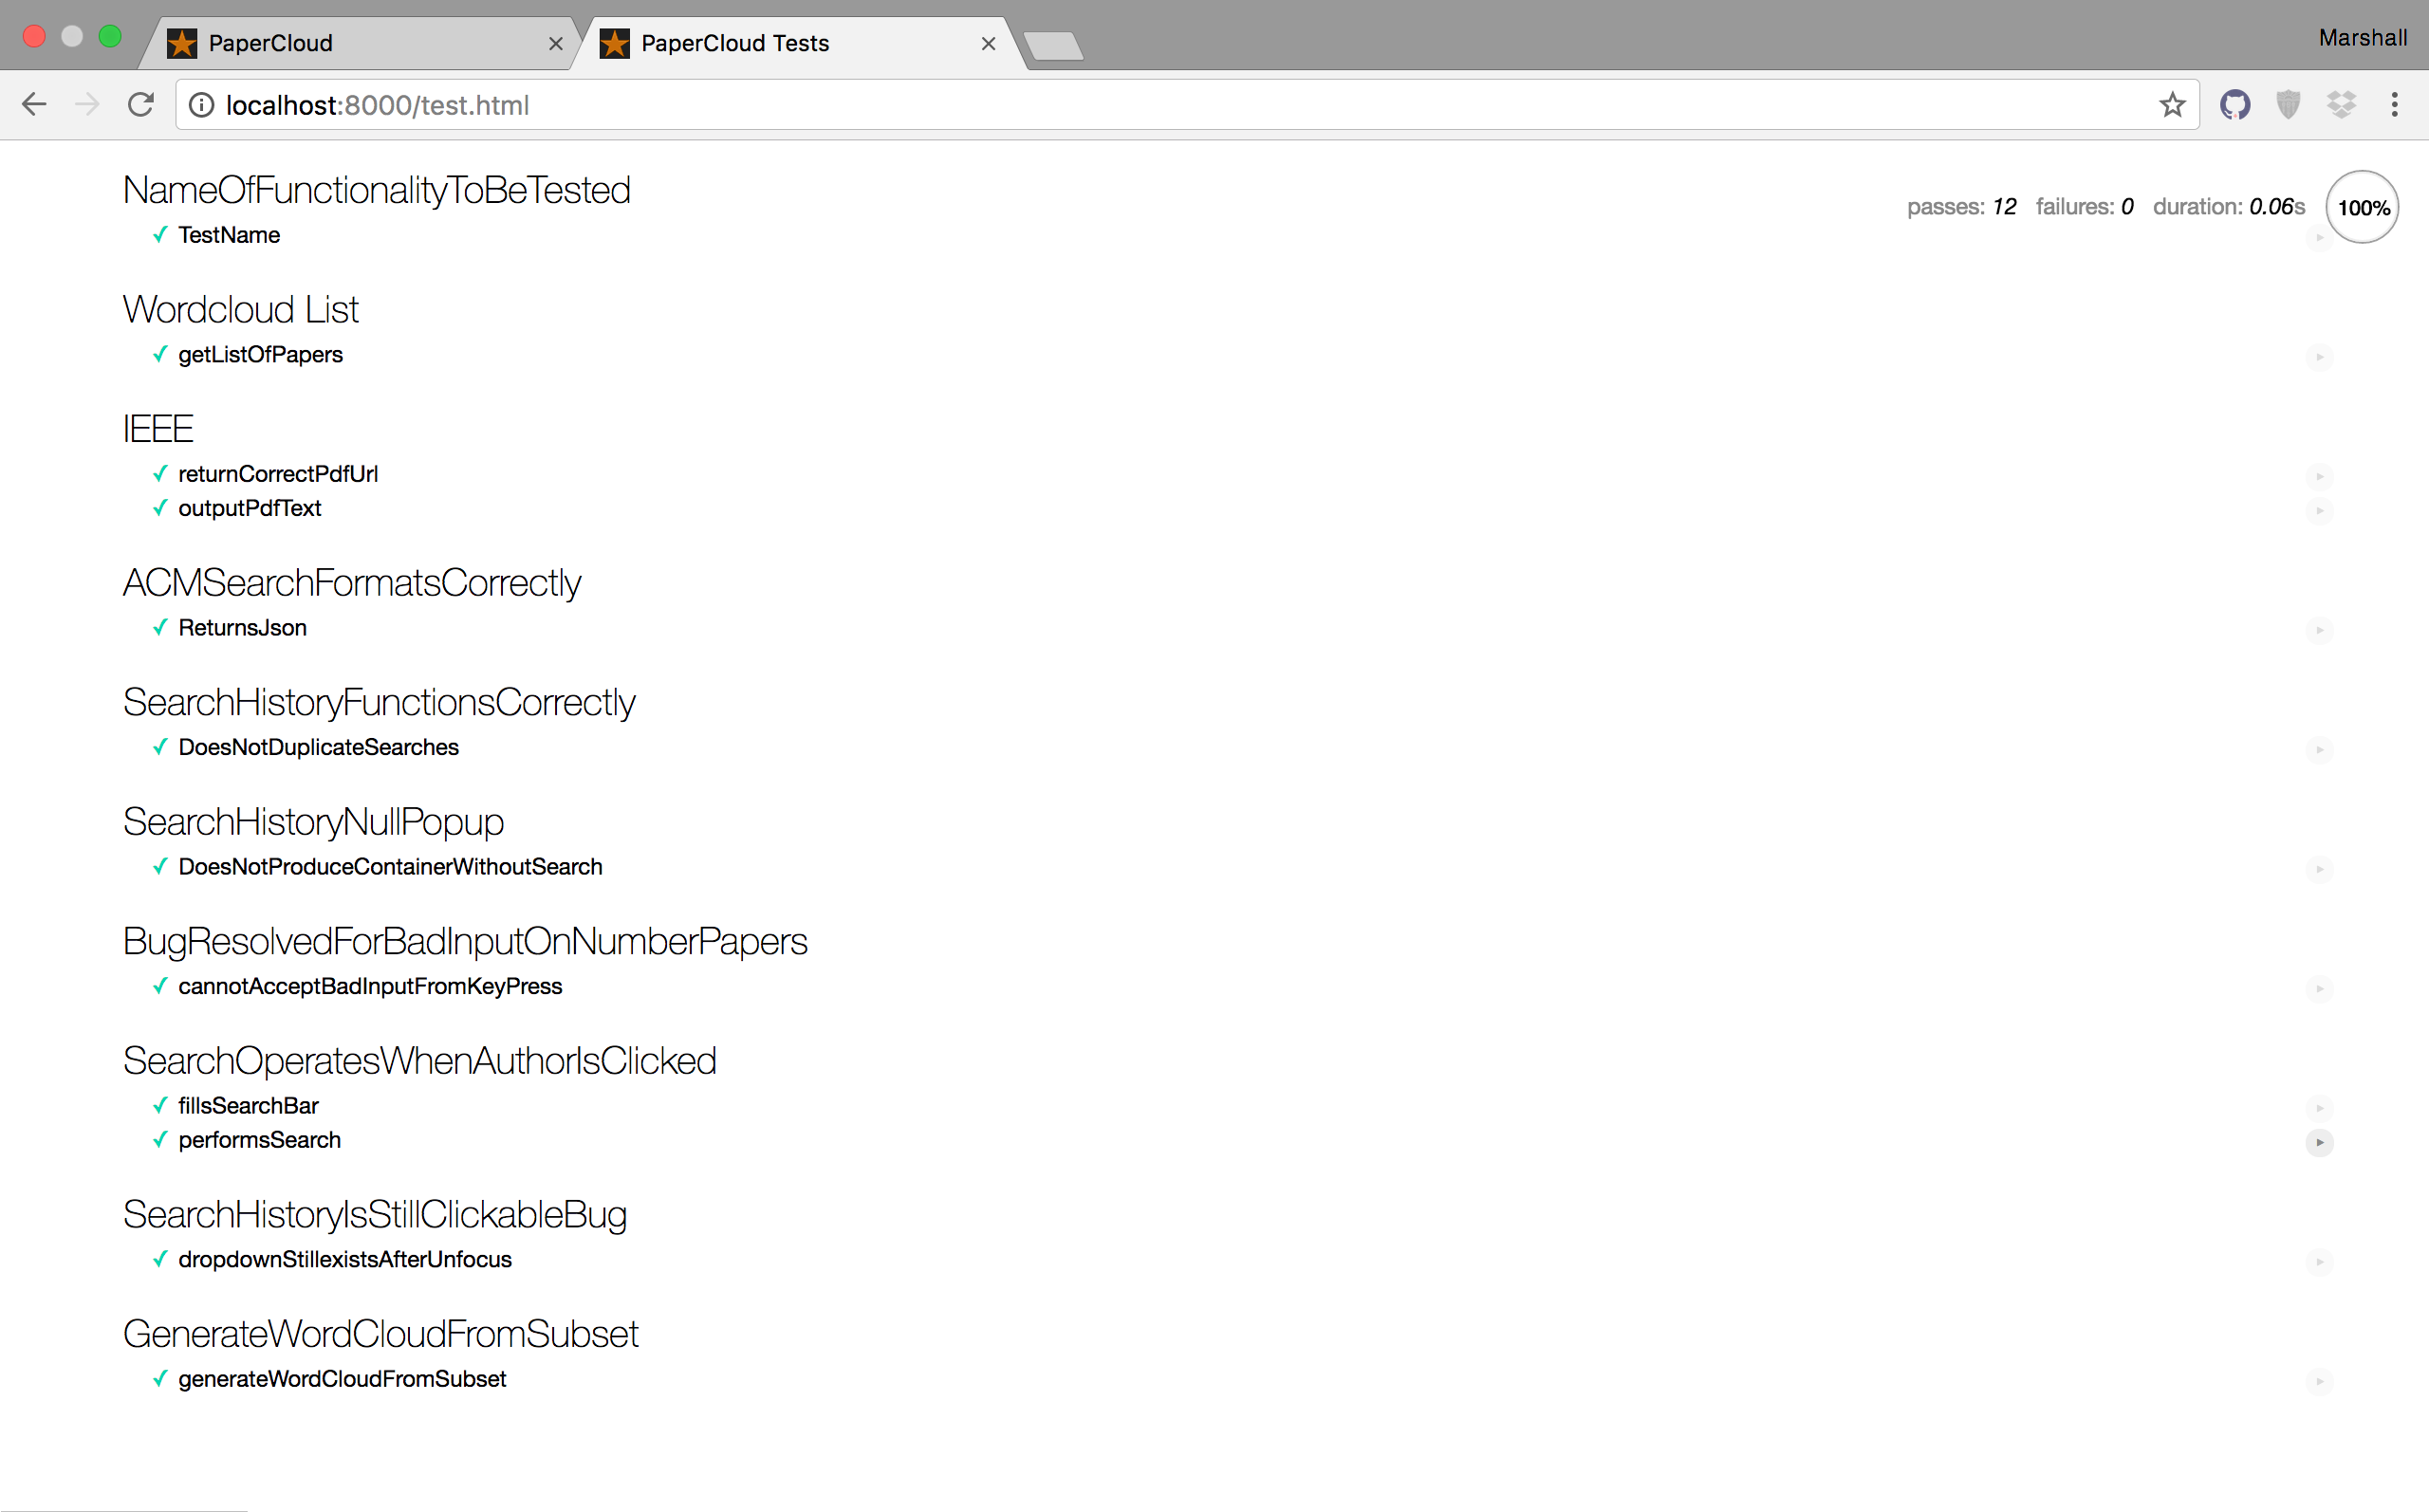 PaperCloud
PaperCloud Tests
Marshall
localhost:8000/test.html
passes: 12 failures: 0 duration: 0.06s 100%
NameOfFunctionalityToBeTested
✓ TestName
Wordcloud List
✓ getListOfPapers
IEEE
✓ returnCorrectPdfUrl
✓ outputPdfText
ACMSearchFormatsCorrectly
✓ ReturnsJson
SearchHistoryFunctionsCorrectly
✓ DoesNotDuplicateSearches
SearchHistoryNullPopup
✓ DoesNotProduceContainerWithoutSearch
BugResolvedForBadInputOnNumberPapers
✓ cannotAcceptBadInputFromKeyPress
SearchOperatesWhenAuthorIsClicked
✓ fillsSearchBar
✓ performsSearch
SearchHistoryIsStillClickableBug
✓ dropdownStillexistsAfterUnfocus
GenerateWordCloudFromSubset
✓ generateWordCloudFromSubset